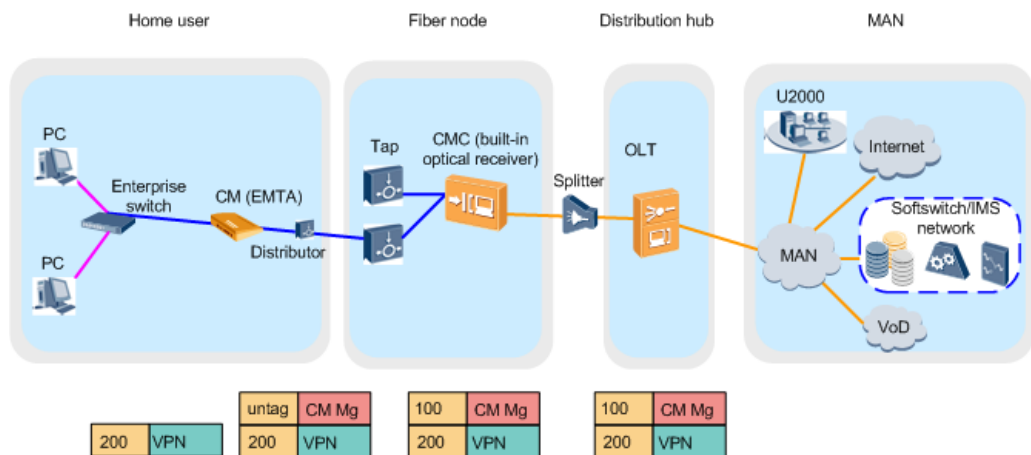 Home user
Fiber node
Distribution hub
MAN
PC
Enterprise
switch
CM (EMTA)
Distributor
PC
Tap
CMC (built-in
optical receiver)
Splitter
OLT
U2000
Internet
Softswitch/IMS
network
MAN
VoD
untag CM Mg
100 CM Mg
100 CM Mg
200 VPN
200 VPN
200 VPN
200 VPN